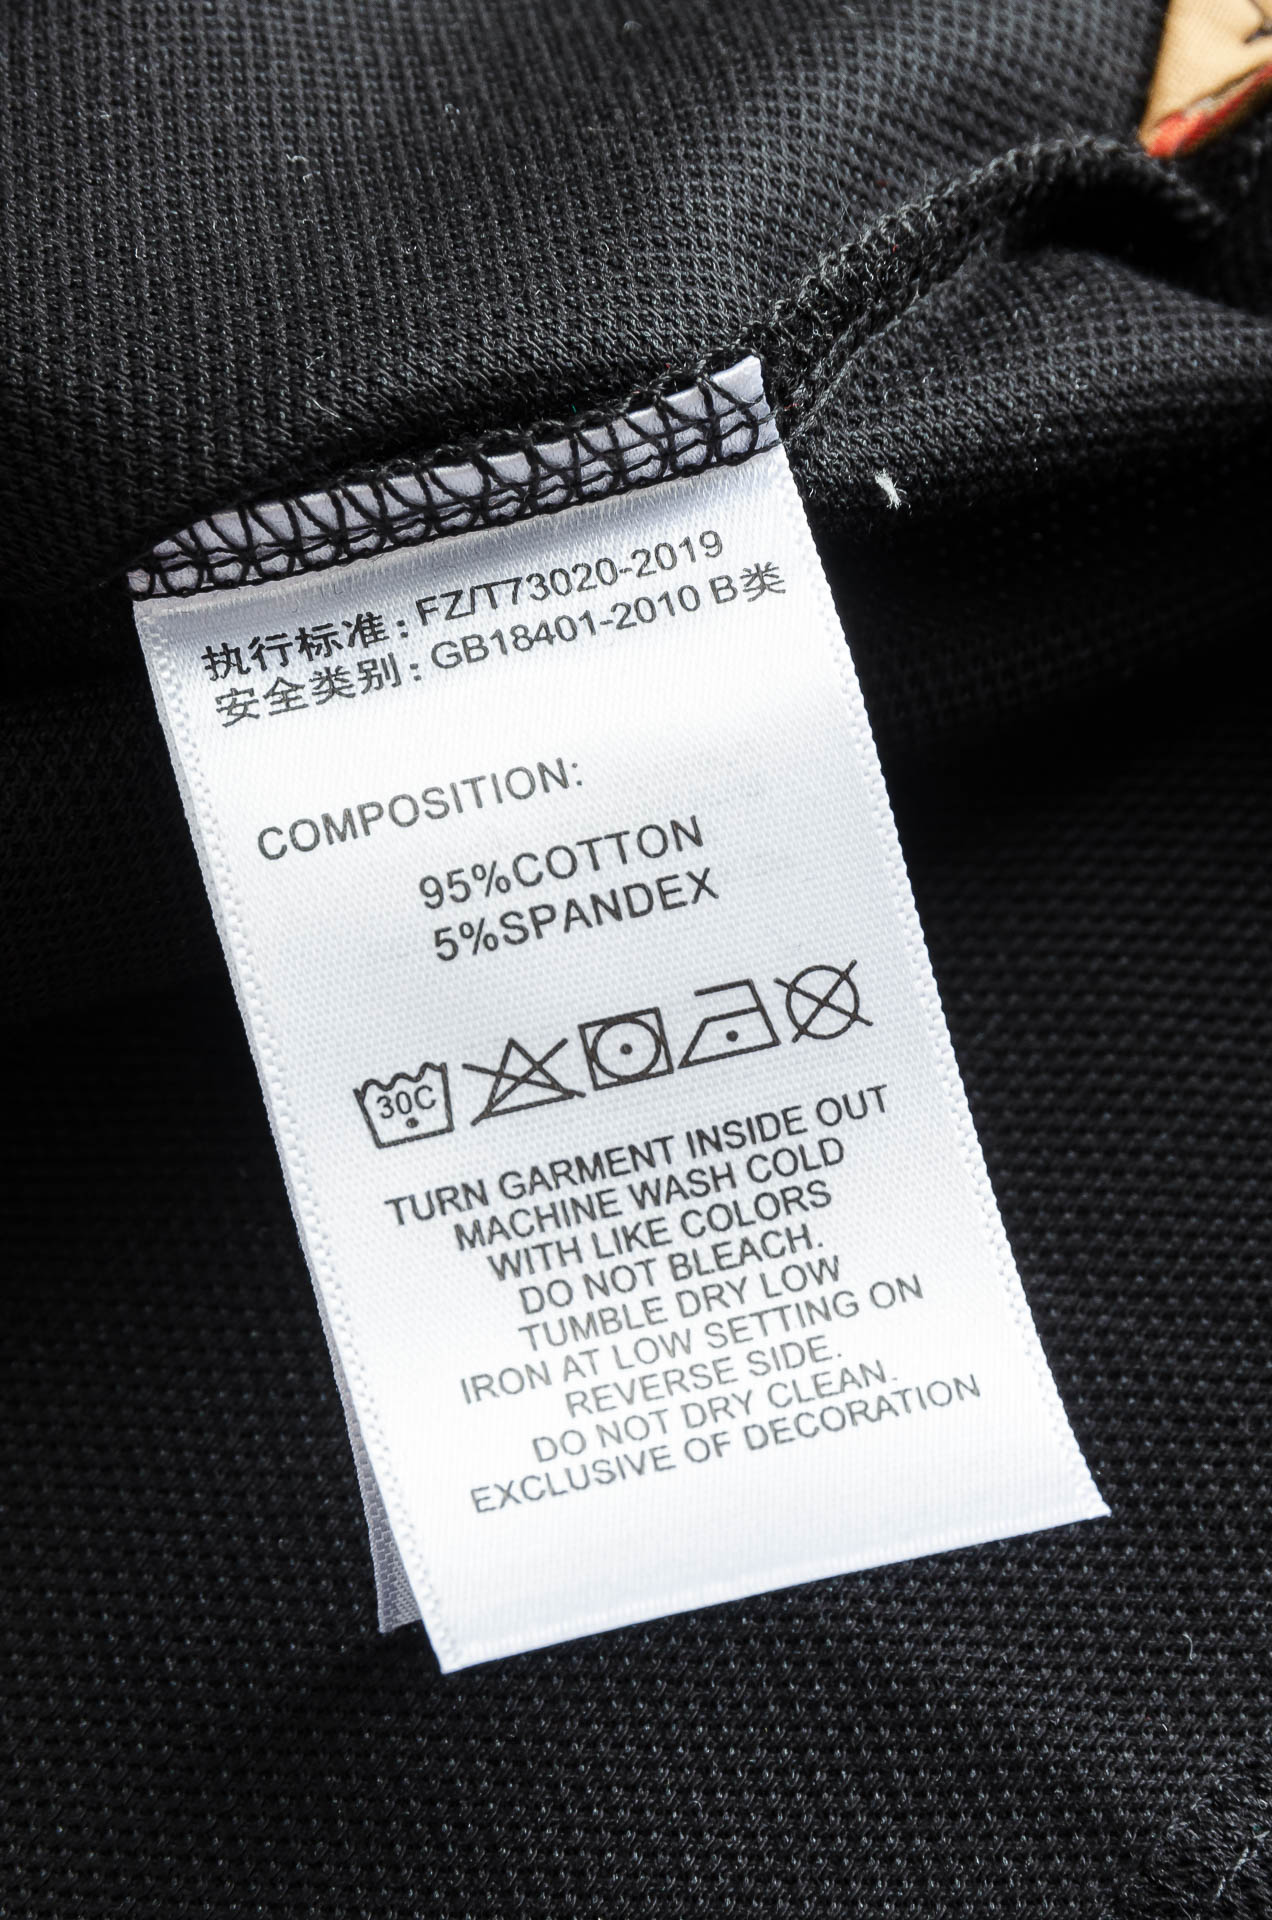 执行标准：FZ/T73020-2019
安全类别：GB18401-2010 B类
COMPOSITION:
95%COTTON
5%SPANDEX
30C
TURN GARMENT INSIDE OUT
MACHINE WASH COLD
WITH LIKE COLORS
DO NOT BLEACH.
TUMBLE DRY LOW
IRON AT LOW SETTING ON
REVERSE SIDE.
DO NOT DRY CLEAN.
EXCLUSIVE OF DECORATION